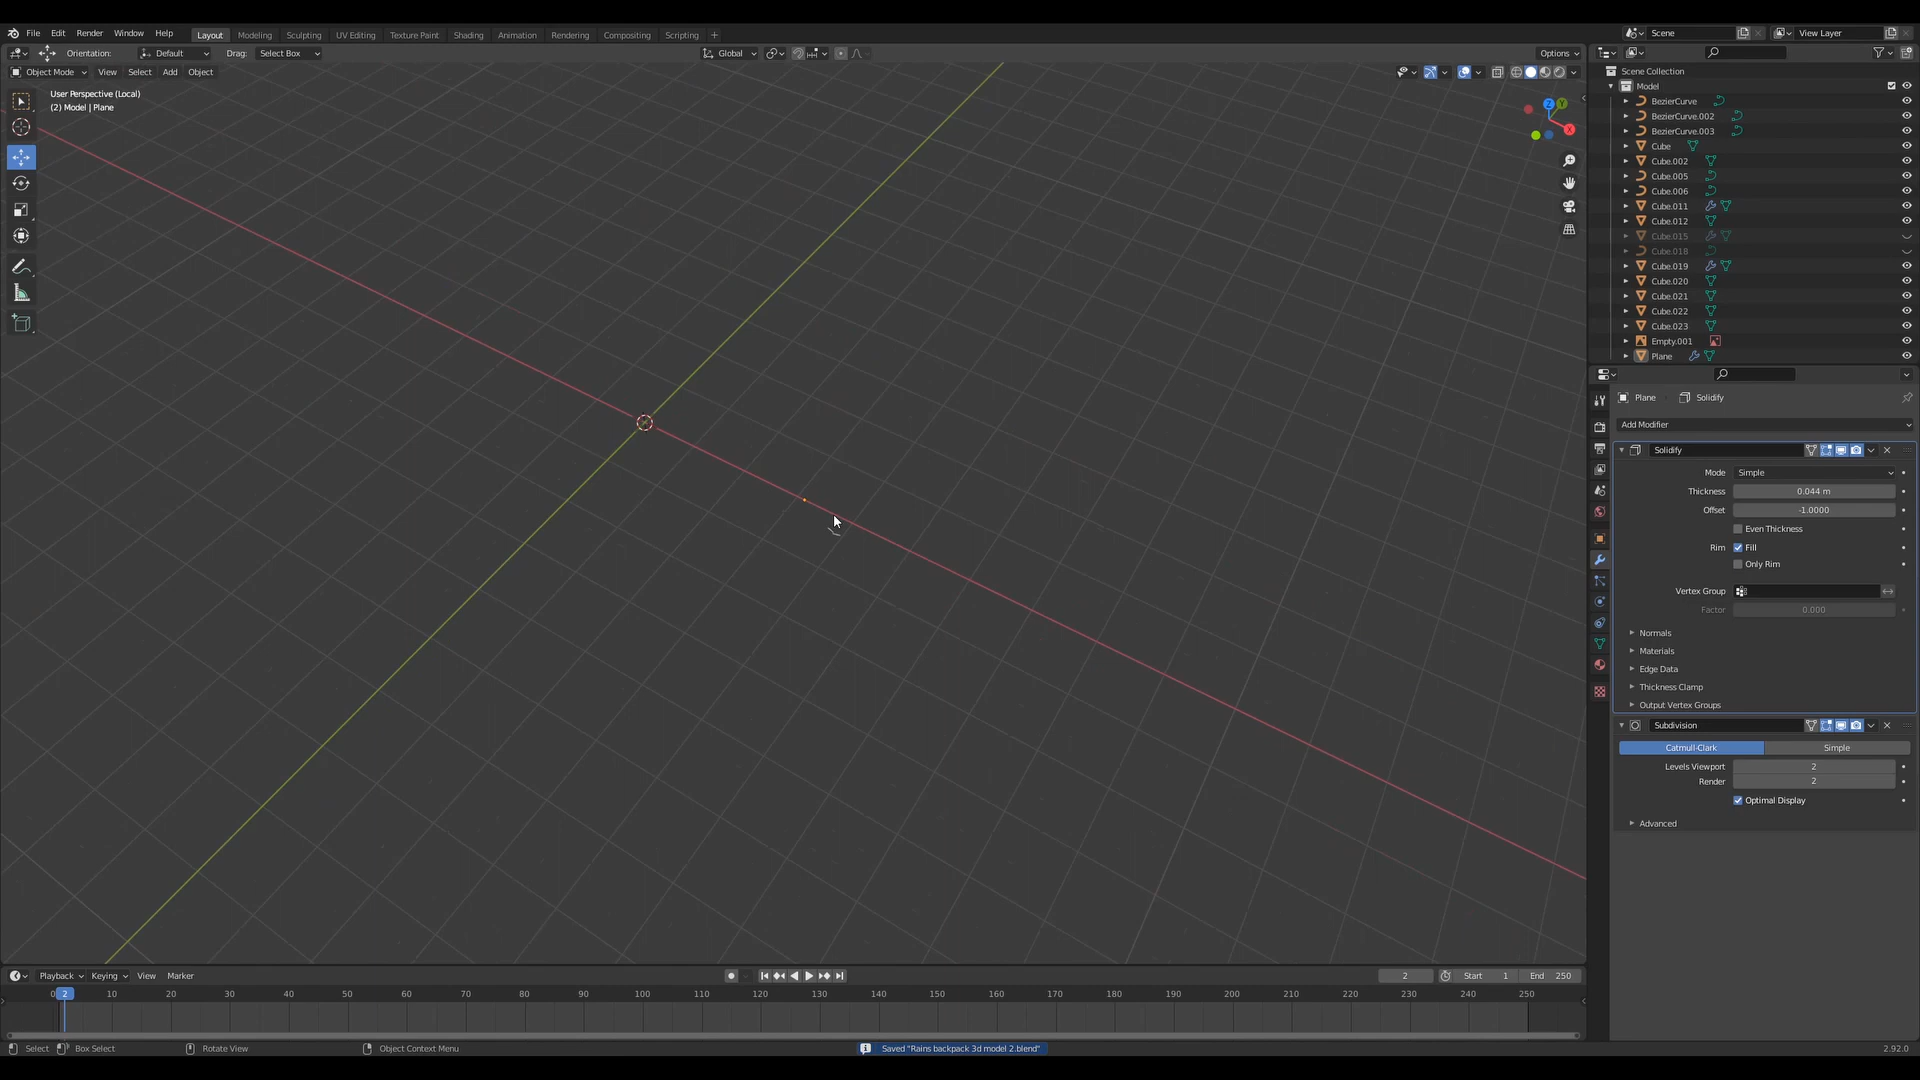 File Edit Render Window Help Layout Modeling Sculpting UV Editing Texture Paint Shading Animation Rendering Compositing Scripting + Scene View Layer
Orientation: Default Drag: Select Box Global Options
Object Mode View Select Add Object
User Perspective (Local)
(2) Model | Plane
Z
Y
X
Scene Collection
Model
BezierCurve
BezierCurve.002
BezierCurve.003
Cube
Cube.002
Cube.005
Cube.006
Cube.011
Cube.012
Cube.015
Cube.018
Cube.019
Cube.020
Cube.021
Cube.022
Cube.023
Empty.001
Plane
Plane Solidify
Add Modifier
Solidify
Mode Simple
Thickness 0.044 m
Offset -1.0000
Even Thickness
Rim Fill
Only Rim
Vertex Group
Factor 0.000
Normals
Materials
Edge Data
Thickness Clamp
Output Vertex Groups
Subdivision
Catmull-Clark Simple
Levels Viewport 2
Render 2
Optimal Display
Advanced
Playback Keying View Marker 2 Start 1 End 250
0 2 10 20 30 40 50 60 70 80 90 100 110 120 130 140 150 160 170 180 190 200 210 220 230 240 250
Select Box Select Rotate View Object Context Menu Saved "Rains backpack 3d model 2.blend" 2.92.0